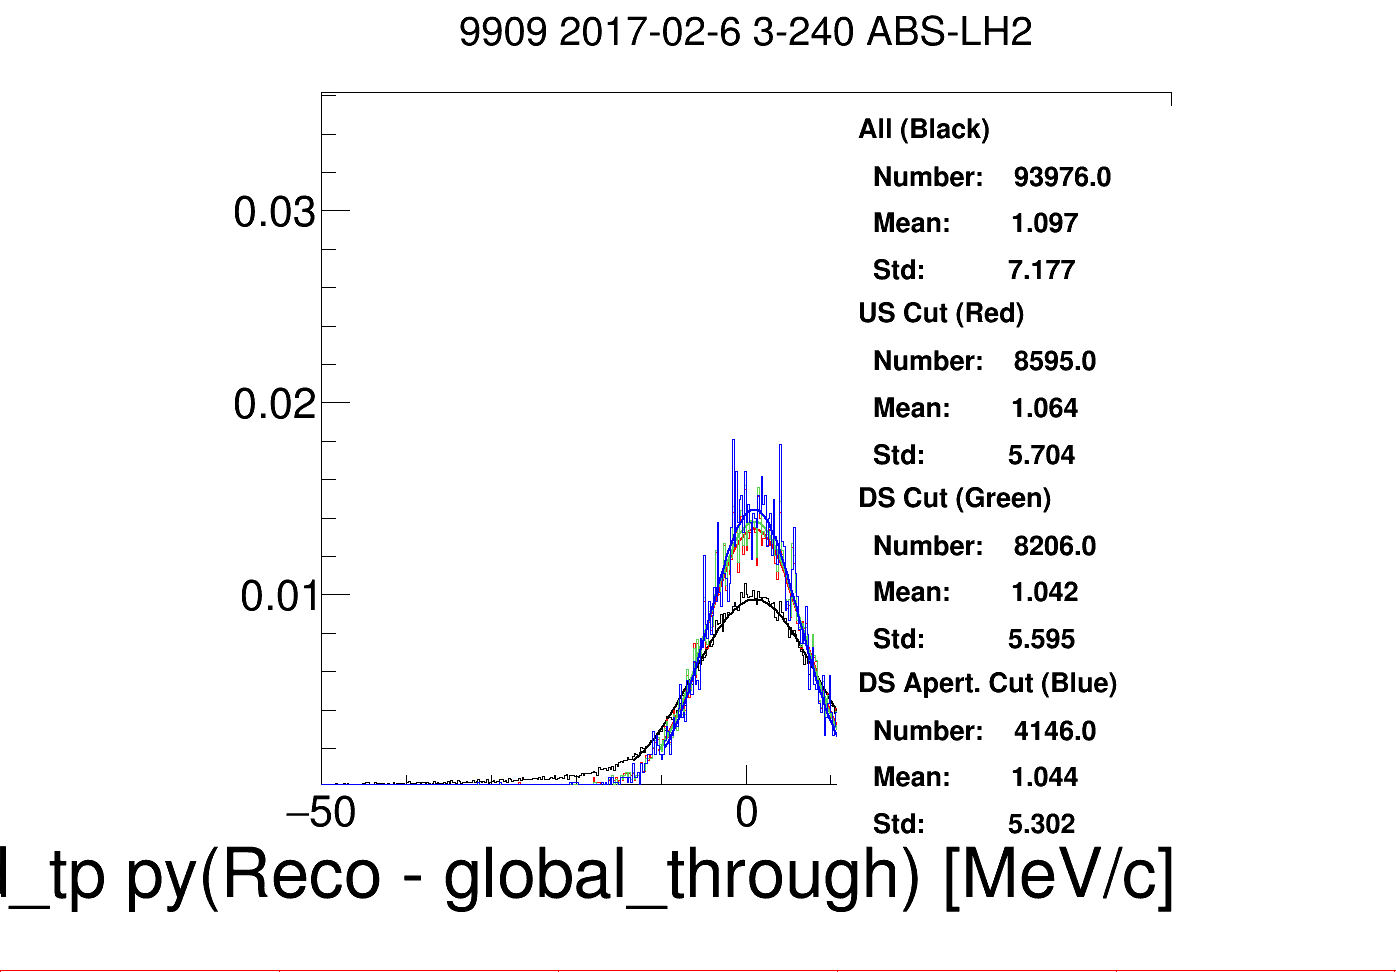 9909 2017-02-6 3-240 ABS-LH2
All (Black)
Number: 93976.0
Mean: 1.097
Std: 7.177
US Cut (Red)
Number: 8595.0
Mean: 1.064
Std: 5.704
DS Cut (Green)
Number: 8206.0
Mean: 1.042
Std: 5.595
DS Apert. Cut (Blue)
Number: 4146.0
Mean: 1.044
Std: 5.302
0.03
0.02
0.01
−50 0
_tp py(Reco - global_through) [MeV/c]